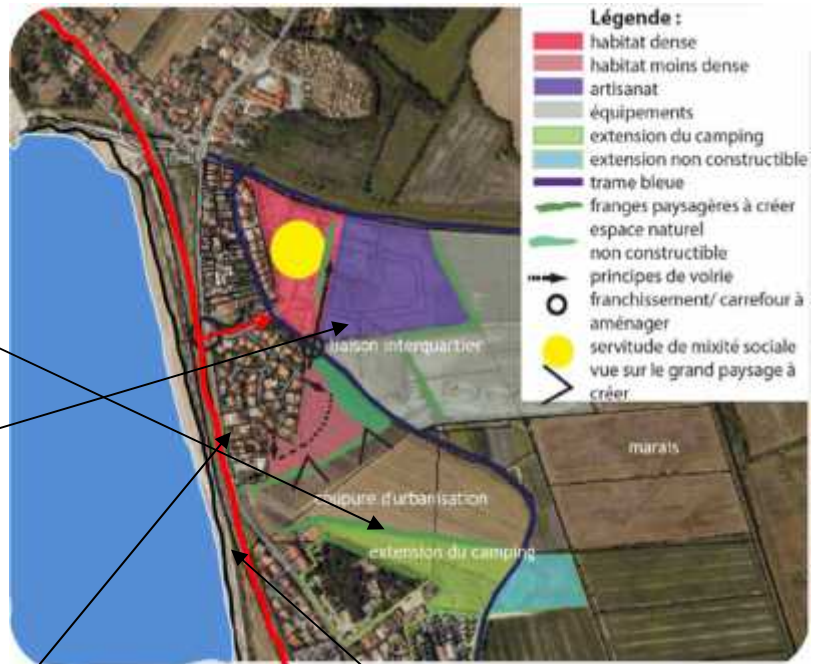 Légende :
habitat dense
habitat moins dense
artisanat
équipements
extension du camping
extension non constructible
trame bleue
franges paysagères à créer
espace naturel
non constructible
principes de voirie
franchissement/ carrefour à
aménager
servitude de mixité sociale
vue sur le grand paysage à
créer
liaison interquartier
marais
coupure d'urbanisation
extension du camping